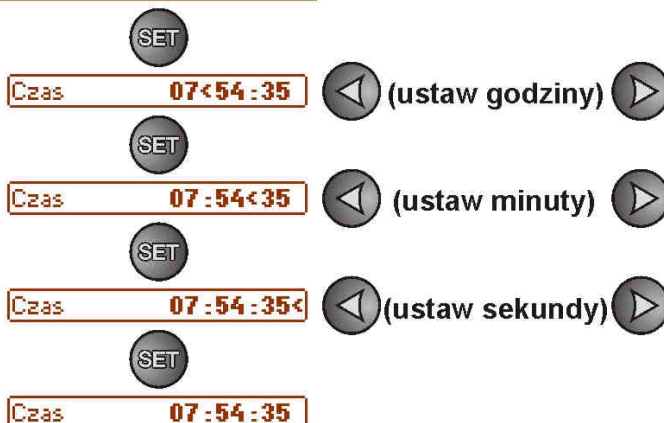 SET
Czas 07<54:35 (ustaw godziny)
SET
Czas 07:54<35 (ustaw minuty)
SET
Czas 07:54:35< (ustaw sekundy)
SET
Czas 07:54:35